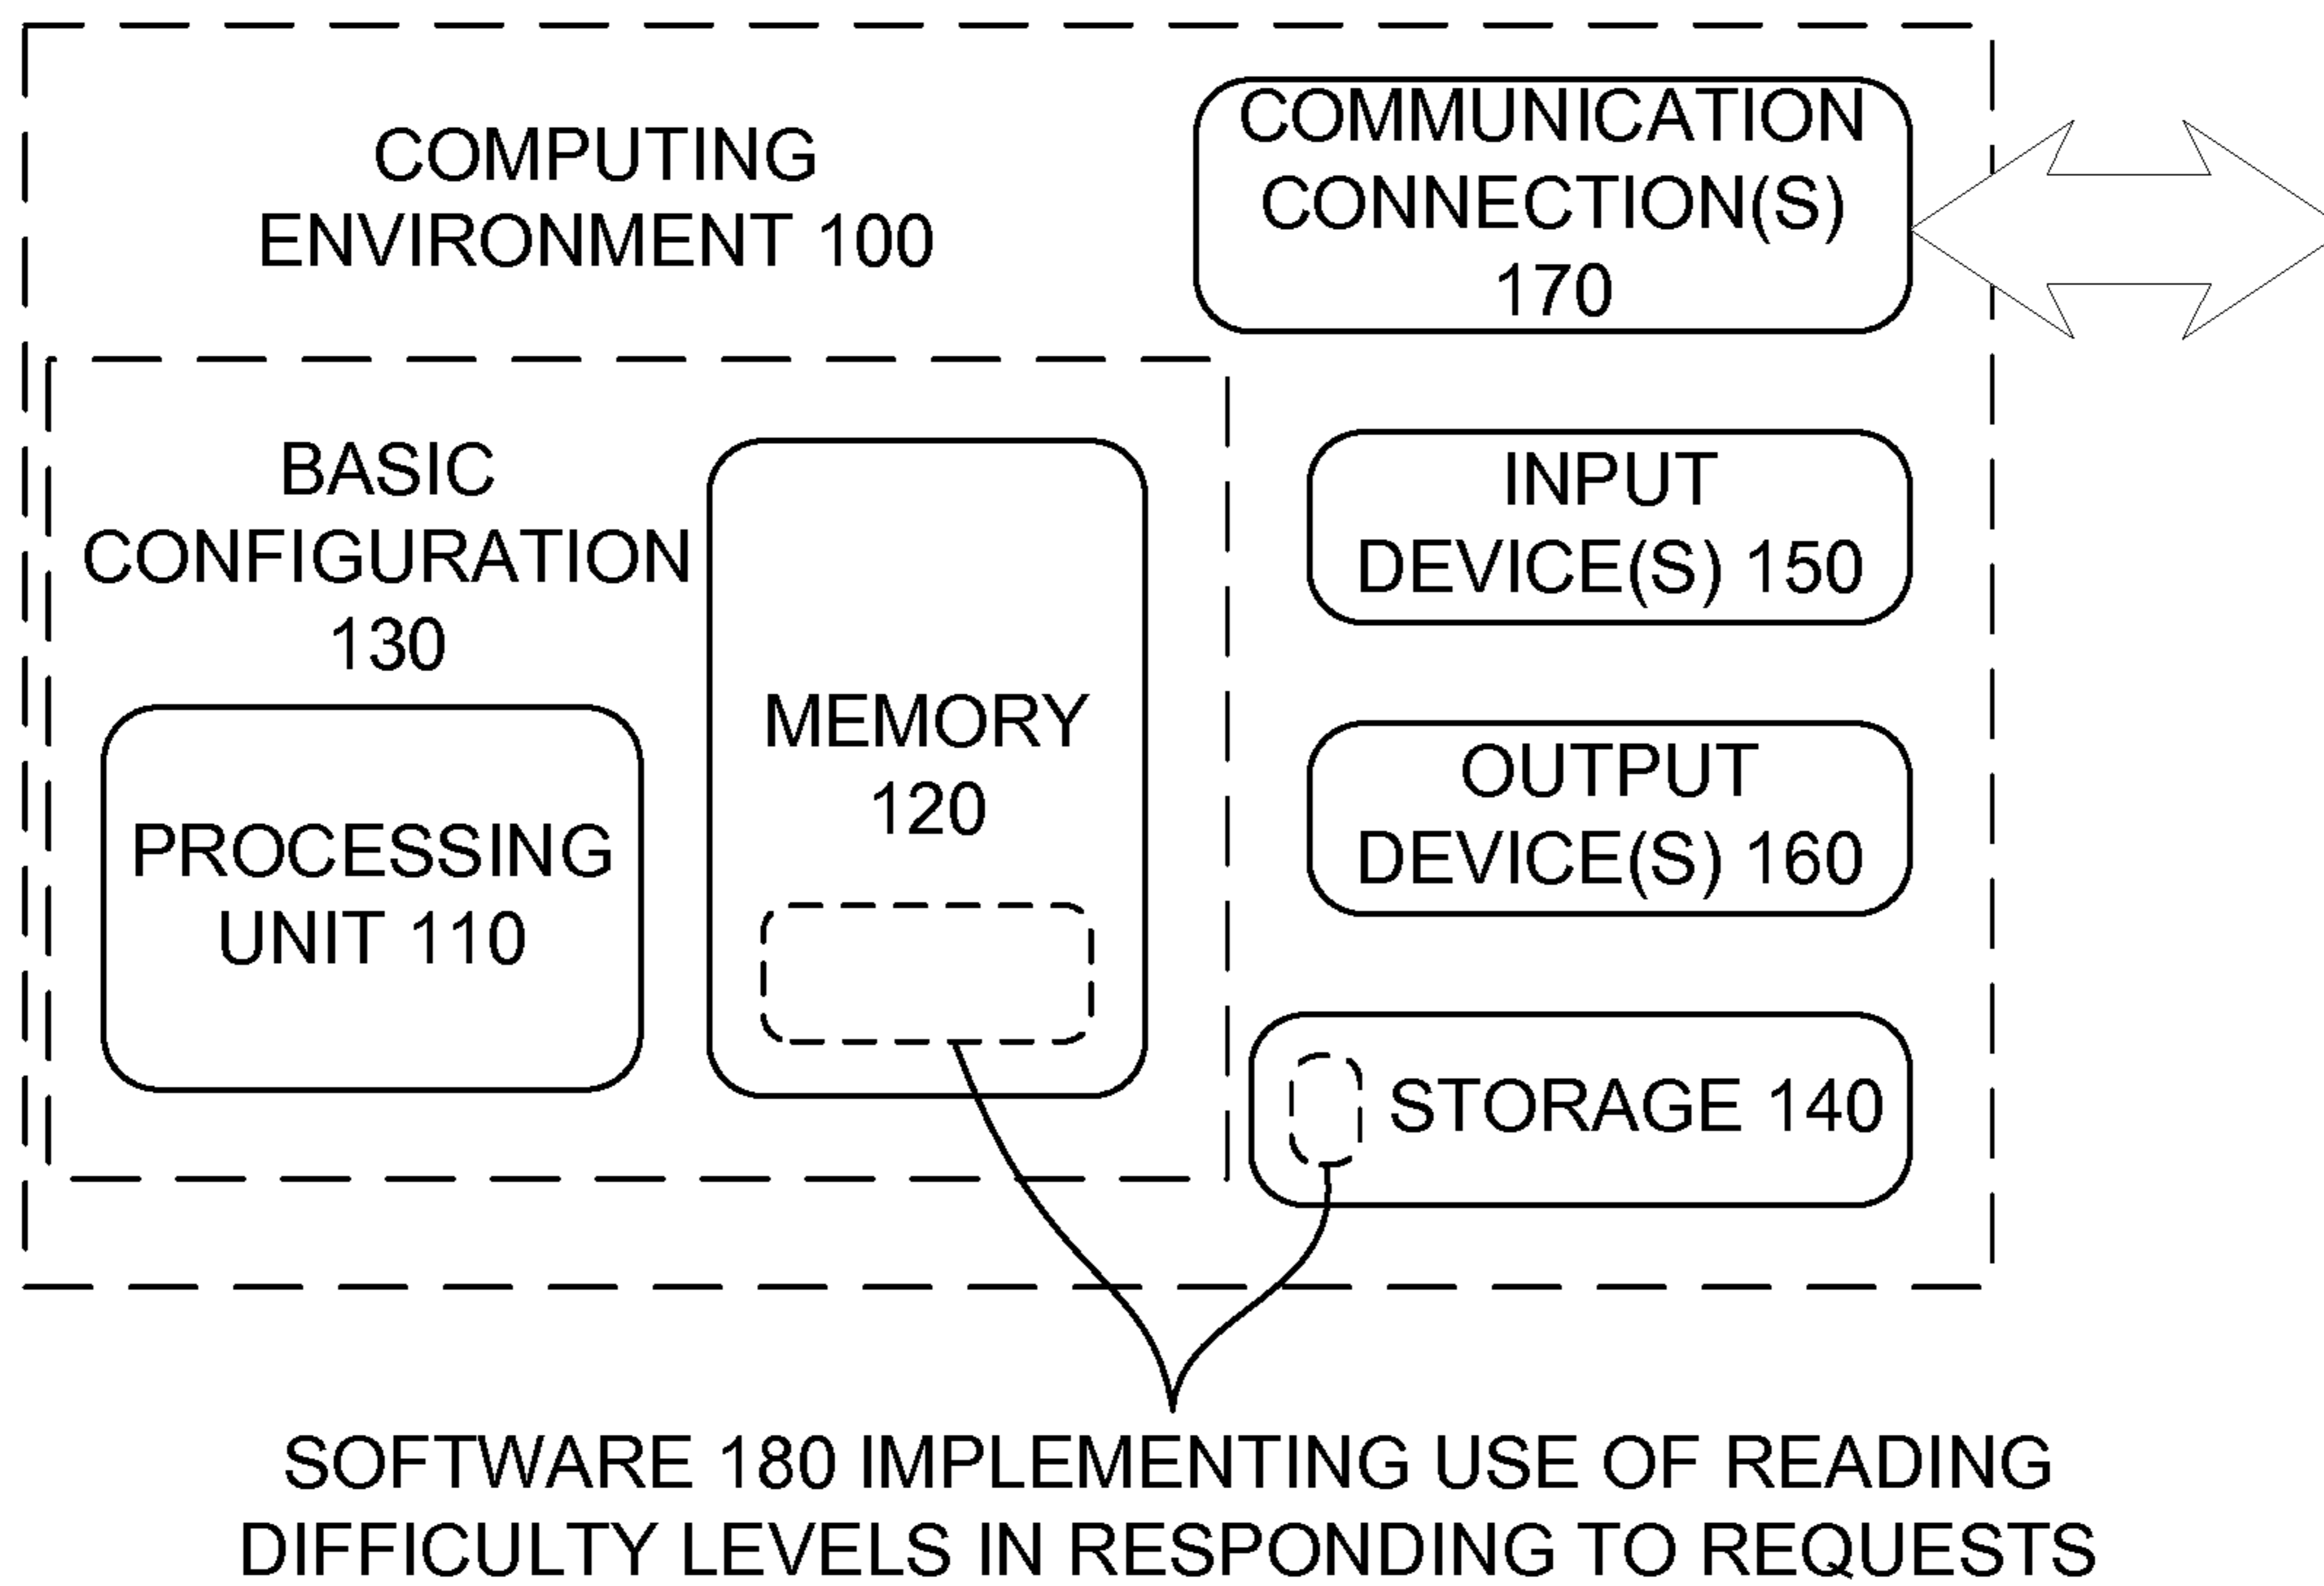 COMPUTING
ENVIRONMENT 100
COMMUNICATION
CONNECTION(S)
170
BASIC
CONFIGURATION
130
PROCESSING
UNIT 110
MEMORY
120
INPUT
DEVICE(S) 150
OUTPUT
DEVICE(S) 160
STORAGE 140
SOFTWARE 180 IMPLEMENTING USE OF READING
DIFFICULTY LEVELS IN RESPONDING TO REQUESTS